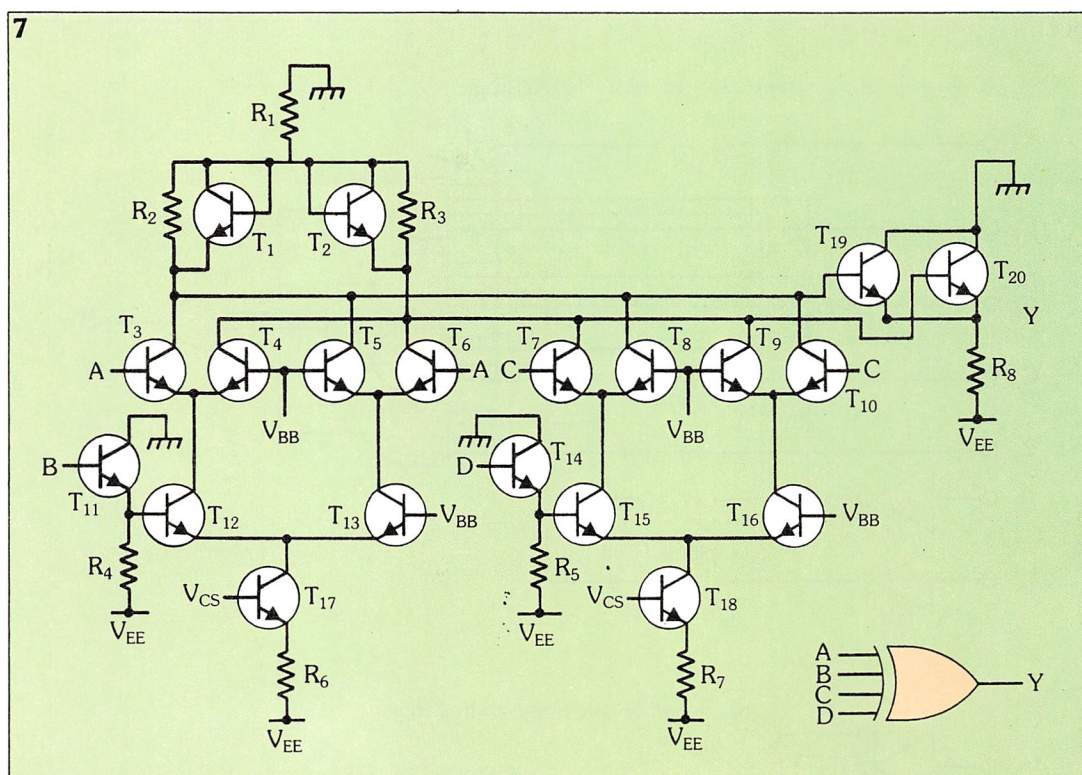 7
R1
R2
T1
T2
R3
T19
T20
Y
T3
T4
T5
T6
T7
T8
T9
T10
A
A
C
C
R8
VBB
VBB
VEE
B
T11
D
T14
T12
T13
VBB
T15
T16
VBB
R4
R5
VCS
T17
VCS
T18
VEE
VEE
R6
R7
VEE
VEE
A
B
C
D
Y